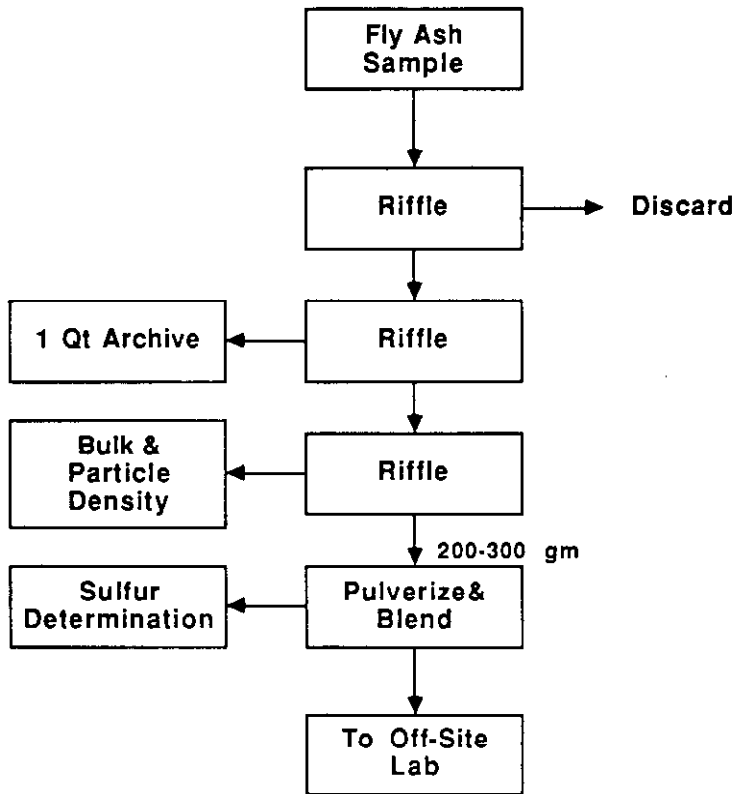 Fly Ash
Sample
Riffle
Discard
1 Qt Archive
Riffle
Bulk &
Particle
Density
Riffle
200-300 gm
Sulfur
Determination
Pulverize&
Blend
To Off-Site
Lab